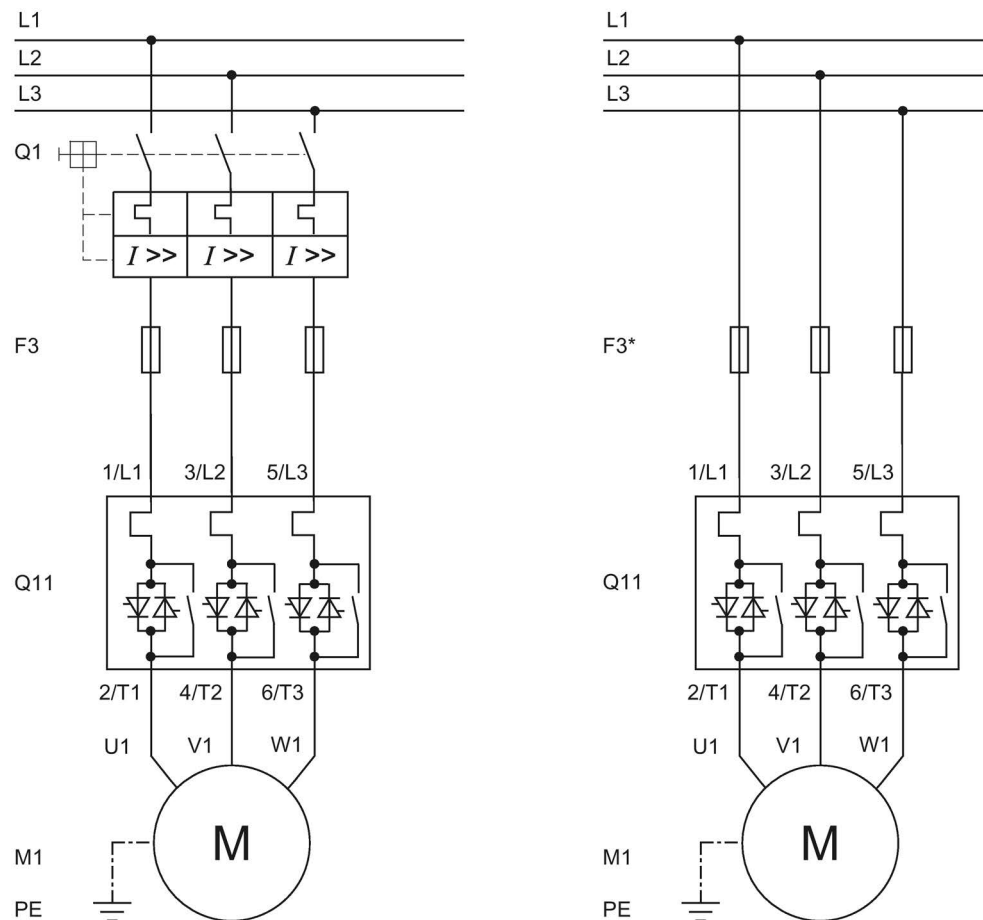 L1
L2
L3
Q1
I >> I >> I >>
F3
1/L1 3/L2 5/L3
Q11
2/T1 4/T2 6/T3
U1 V1 W1
M
M1
PE
L1
L2
L3
F3*
1/L1 3/L2 5/L3
Q11
2/T1 4/T2 6/T3
U1 V1 W1
M
M1
PE